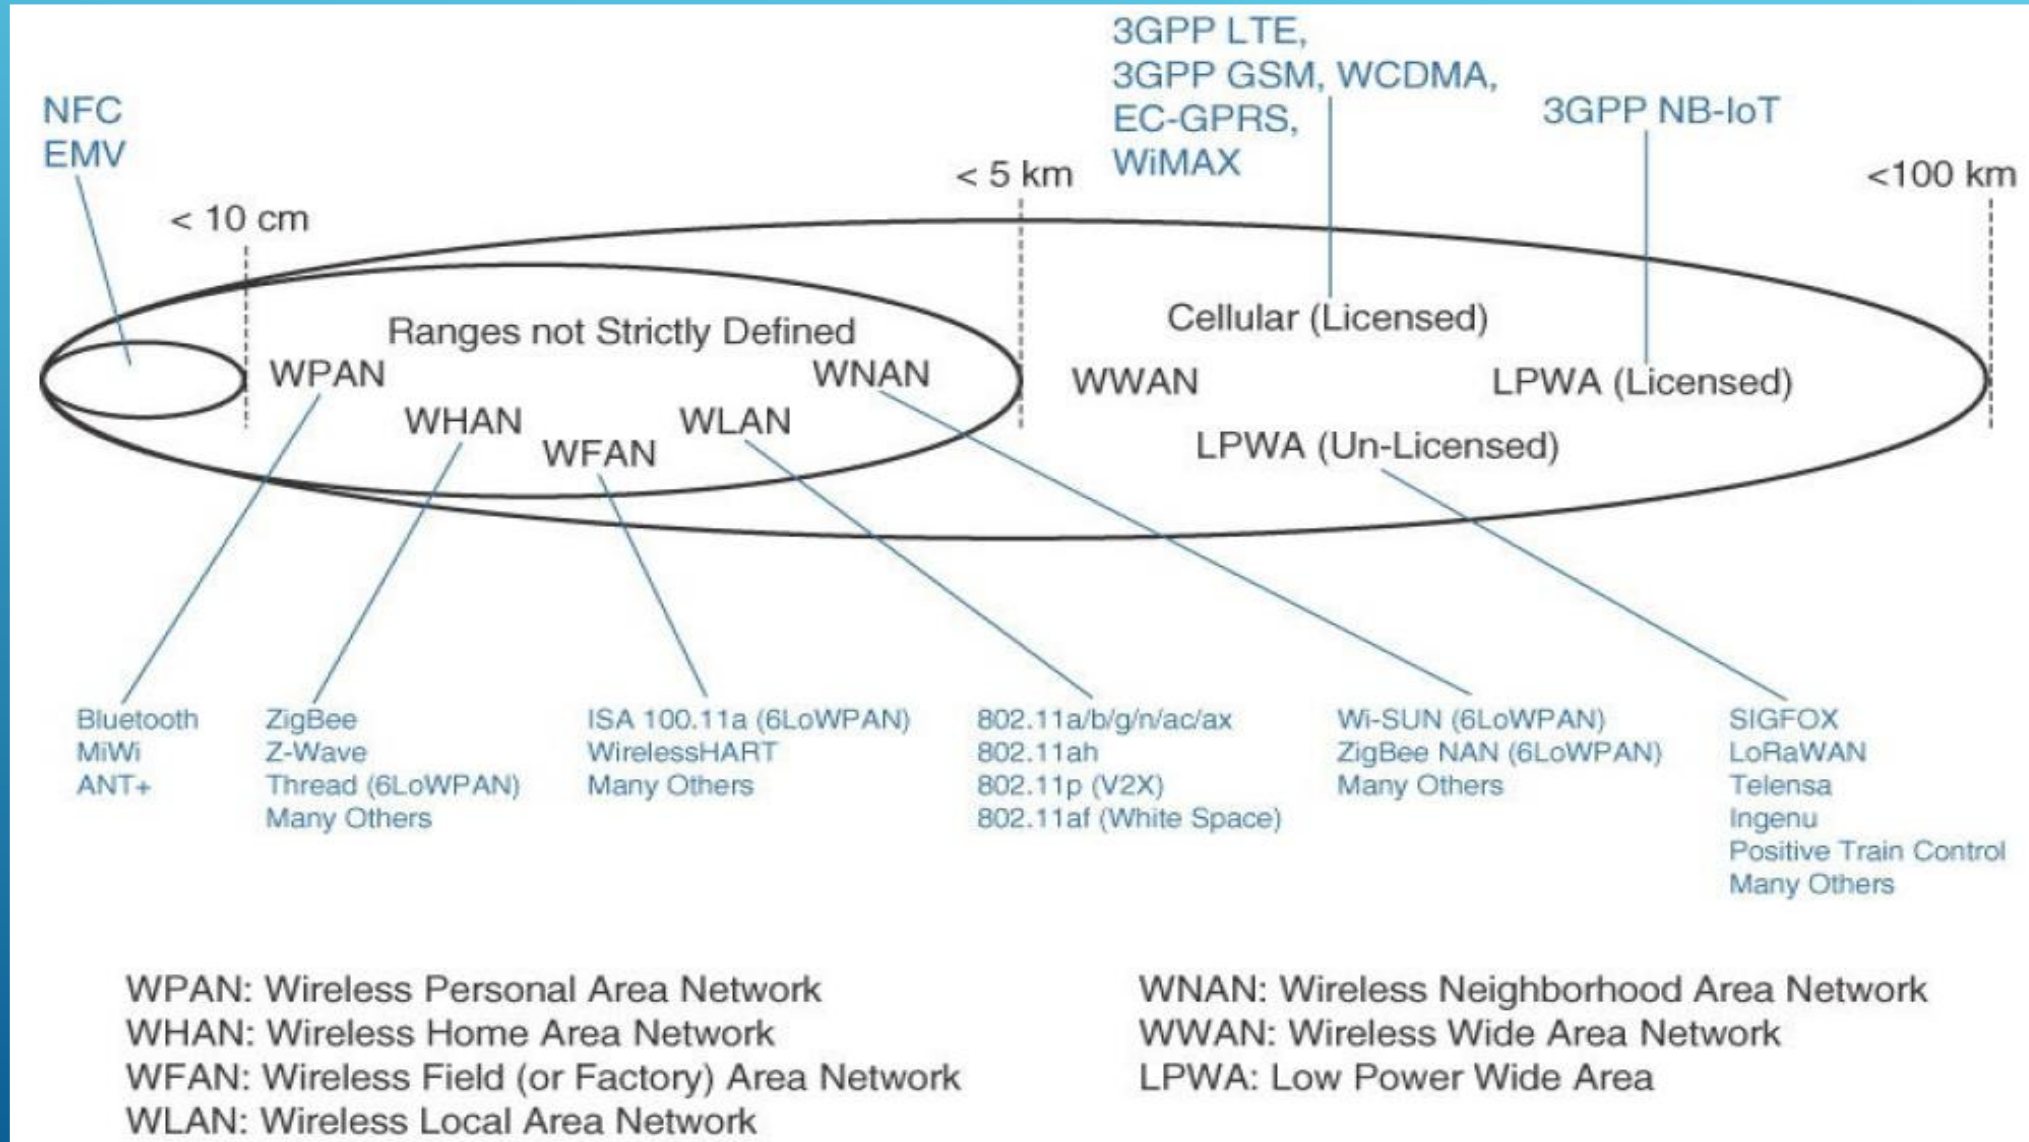 3GPP LTE,
3GPP GSM, WCDMA,
EC-GPRS,
WiMAX
NFC
EMV
3GPP NB-IoT
< 10 cm
< 5 km
<100 km
Ranges not Strictly Defined
Cellular (Licensed)
WPAN
WNAN
WWAN
LPWA (Licensed)
WHAN
WLAN
WFAN
LPWA (Un-Licensed)
Bluetooth
MiWi
ANT+
ZigBee
Z-Wave
Thread (6LoWPAN)
Many Others
ISA 100.11a (6LoWPAN)
WirelessHART
Many Others
802.11a/b/g/n/ac/ax
802.11ah
802.11p (V2X)
802.11af (White Space)
Wi-SUN (6LoWPAN)
ZigBee NAN (6LoWPAN)
Many Others
SIGFOX
LoRaWAN
Telensa
Ingenu
Positive Train Control
Many Others
WPAN: Wireless Personal Area Network
WHAN: Wireless Home Area Network
WFAN: Wireless Field (or Factory) Area Network
WLAN: Wireless Local Area Network
WNAN: Wireless Neighborhood Area Network
WWAN: Wireless Wide Area Network
LPWA: Low Power Wide Area